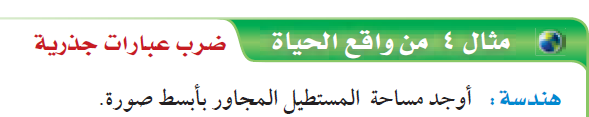 مثال ٤ من واقع الحياة ضرب عبارات جذرية
هندسة : أوجد مساحة المستطيل المجاور بأبسط صورة.